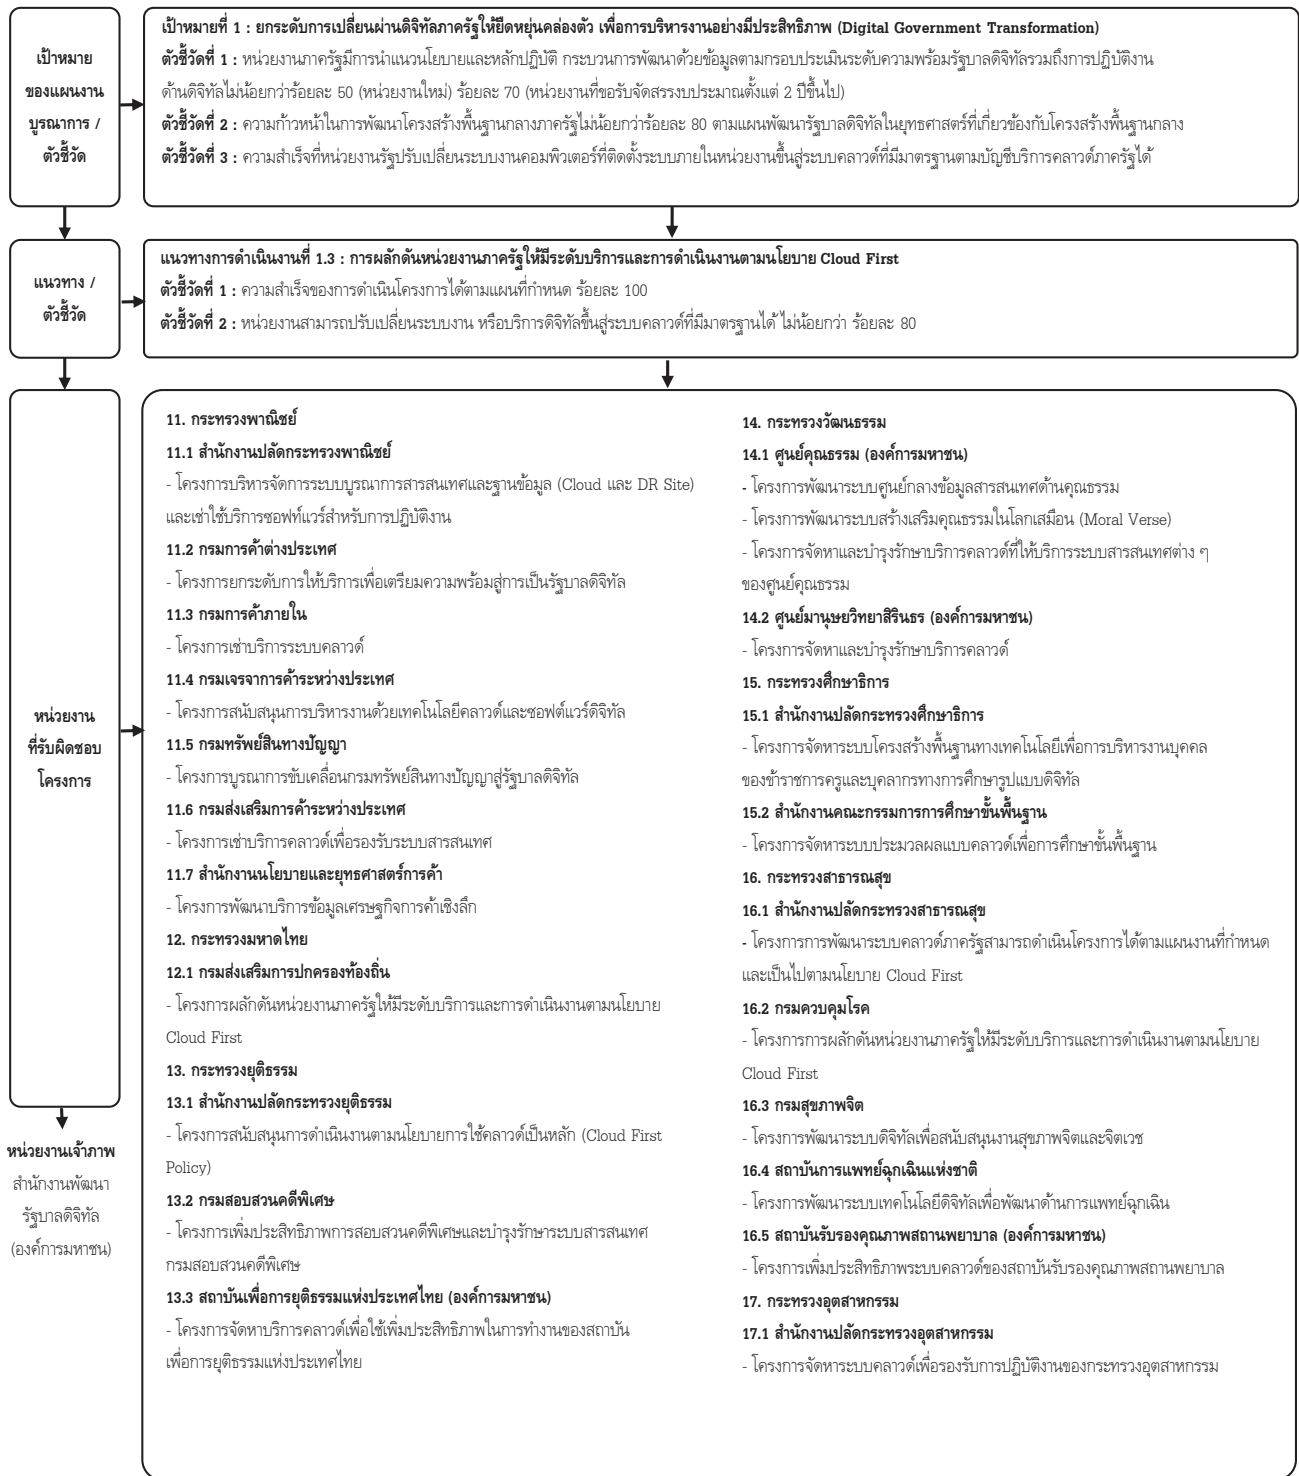 เป้าหมาย
ของแผนงาน
บูรณาการ /
ตัวชี้วัด
เป้าหมายที่ 1 : ยกระดับการเปลี่ยนผ่านดิจิทัลภาครัฐให้ยืดหยุ่นคล่องตัว เพื่อการบริหารงานอย่างมีประสิทธิภาพ (Digital Government Transformation)
ตัวชี้วัดที่ 1 : หน่วยงานภาครัฐมีการนำแนวนโยบายและหลักปฏิบัติ กระบวนการพัฒนาด้วยข้อมูลตามกรอบประเมินระดับความพร้อมรัฐบาลดิจิทัลรวมถึงการปฏิบัติงาน
ด้านดิจิทัลไม่น้อยกว่าร้อยละ 50 (หน่วยงานใหม่) ร้อยละ 70 (หน่วยงานที่ขอรับจัดสรรงบประมาณตั้งแต่ 2 ปีขึ้นไป)
ตัวชี้วัดที่ 2 : ความก้าวหน้าในการพัฒนาโครงสร้างพื้นฐานกลางภาครัฐไม่น้อยกว่าร้อยละ 80 ตามแผนพัฒนารัฐบาลดิจิทัลในยุทธศาสตร์ที่เกี่ยวข้องกับโครงสร้างพื้นฐานกลาง
ตัวชี้วัดที่ 3 : ความสำเร็จที่หน่วยงานรัฐปรับเปลี่ยนระบบงานคอมพิวเตอร์ที่ติดตั้งระบบภายในหน่วยงานขึ้นสู่ระบบคลาวด์ที่มีมาตรฐานตามบัญชีบริการคลาวด์ภาครัฐได้
แนวทาง /
ตัวชี้วัด
แนวทางการดำเนินงานที่ 1.3 : การผลักดันหน่วยงานภาครัฐให้มีระดับบริการและการดำเนินงานตามนโยบาย Cloud First
ตัวชี้วัดที่ 1 : ความสำเร็จของการดำเนินโครงการได้ตามแผนที่กำหนด ร้อยละ 100
ตัวชี้วัดที่ 2 : หน่วยงานสามารถปรับเปลี่ยนระบบงาน หรือบริการดิจิทัลขึ้นสู่ระบบคลาวด์ที่มีมาตรฐานได้ ไม่น้อยกว่า ร้อยละ 80
หน่วยงาน
ที่รับผิดชอบ
โครงการ
หน่วยงานเจ้าภาพ
สำนักงานพัฒนา
รัฐบาลดิจิทัล
(องค์การมหาชน)
11. กระทรวงพาณิชย์
11.1 สำนักงานปลัดกระทรวงพาณิชย์
- โครงการบริหารจัดการระบบบูรณาการสารสนเทศและฐานข้อมูล (Cloud และ DR Site)
และเช่าใช้บริการซอฟท์แวร์สำหรับการปฏิบัติงาน
11.2 กรมการค้าต่างประเทศ
- โครงการยกระดับการให้บริการเพื่อเตรียมความพร้อมสู่การเป็นรัฐบาลดิจิทัล
11.3 กรมการค้าภายใน
- โครงการเช่าบริการระบบคลาวด์
11.4 กรมเจรจาการค้าระหว่างประเทศ
- โครงการสนับสนุนการบริหารงานด้วยเทคโนโลยีคลาวด์และซอฟต์แวร์ดิจิทัล
11.5 กรมทรัพย์สินทางปัญญา
- โครงการบูรณาการขับเคลื่อนกรมทรัพย์สินทางปัญญาสู่รัฐบาลดิจิทัล
11.6 กรมส่งเสริมการค้าระหว่างประเทศ
- โครงการเช่าบริการคลาวด์เพื่อรองรับระบบสารสนเทศ
11.7 สำนักงานนโยบายและยุทธศาสตร์การค้า
- โครงการพัฒนาบริการข้อมูลเศรษฐกิจการค้าเชิงลึก
12. กระทรวงมหาดไทย
12.1 กรมส่งเสริมการปกครองท้องถิ่น
- โครงการผลักดันหน่วยงานภาครัฐให้มีระดับบริการและการดำเนินงานตามนโยบาย
Cloud First
13. กระทรวงยุติธรรม
13.1 สำนักงานปลัดกระทรวงยุติธรรม
- โครงการสนับสนุนการดำเนินงานตามนโยบายการใช้คลาวด์เป็นหลัก (Cloud First
Policy)
13.2 กรมสอบสวนคดีพิเศษ
- โครงการเพิ่มประสิทธิภาพการสอบสวนคดีพิเศษและบำรุงรักษาระบบสารสนเทศ
กรมสอบสวนคดีพิเศษ
13.3 สถาบันเพื่อการยุติธรรมแห่งประเทศไทย (องค์การมหาชน)
- โครงการจัดหาบริการคลาวด์เพื่อใช้เพิ่มประสิทธิภาพในการทำงานของสถาบัน
เพื่อการยุติธรรมแห่งประเทศไทย
14. กระทรวงวัฒนธรรม
14.1 ศูนย์คุณธรรม (องค์การมหาชน)
- โครงการพัฒนาระบบศูนย์กลางข้อมูลสารสนเทศด้านคุณธรรม
- โครงการพัฒนาระบบสร้างเสริมคุณธรรมในโลกเสมือน (Moral Verse)
- โครงการจัดหาและบำรุงรักษาบริการคลาวด์ที่ให้บริการระบบสารสนเทศต่าง ๆ
ของศูนย์คุณธรรม
14.2 ศูนย์มานุษยวิทยาสิรินธร (องค์การมหาชน)
- โครงการจัดหาและบำรุงรักษาบริการคลาวด์
15. กระทรวงศึกษาธิการ
15.1 สำนักงานปลัดกระทรวงศึกษาธิการ
- โครงการจัดหาระบบโครงสร้างพื้นฐานทางเทคโนโลยีเพื่อการบริหารงานบุคคล
ของข้าราชการครูและบุคลากรทางการศึกษารูปแบบดิจิทัล
15.2 สำนักงานคณะกรรมการการศึกษาขั้นพื้นฐาน
- โครงการจัดหาระบบประมวลผลแบบคลาวด์เพื่อการศึกษาขั้นพื้นฐาน
16. กระทรวงสาธารณสุข
16.1 สำนักงานปลัดกระทรวงสาธารณสุข
- โครงการการพัฒนาระบบคลาวด์ภาครัฐสามารถดำเนินโครงการได้ตามแผนงานที่กำหนด
และเป็นไปตามนโยบาย Cloud First
16.2 กรมควบคุมโรค
- โครงการการผลักดันหน่วยงานภาครัฐให้มีระดับบริการและการดำเนินงานตามนโยบาย
Cloud First
16.3 กรมสุขภาพจิต
- โครงการพัฒนาระบบดิจิทัลเพื่อสนับสนุนงานสุขภาพจิตและจิตเวช
16.4 สถาบันการแพทย์ฉุกเฉินแห่งชาติ
- โครงการพัฒนาระบบเทคโนโลยีดิจิทัลเพื่อพัฒนาด้านการแพทย์ฉุกเฉิน
16.5 สถาบันรับรองคุณภาพสถานพยาบาล (องค์การมหาชน)
- โครงการเพิ่มประสิทธิภาพระบบคลาวด์ของสถาบันรับรองคุณภาพสถานพยาบาล
17. กระทรวงอุตสาหกรรม
17.1 สำนักงานปลัดกระทรวงอุตสาหกรรม
- โครงการจัดหาระบบคลาวด์เพื่อรองรับการปฏิบัติงานของกระทรวงอุตสาหกรรม